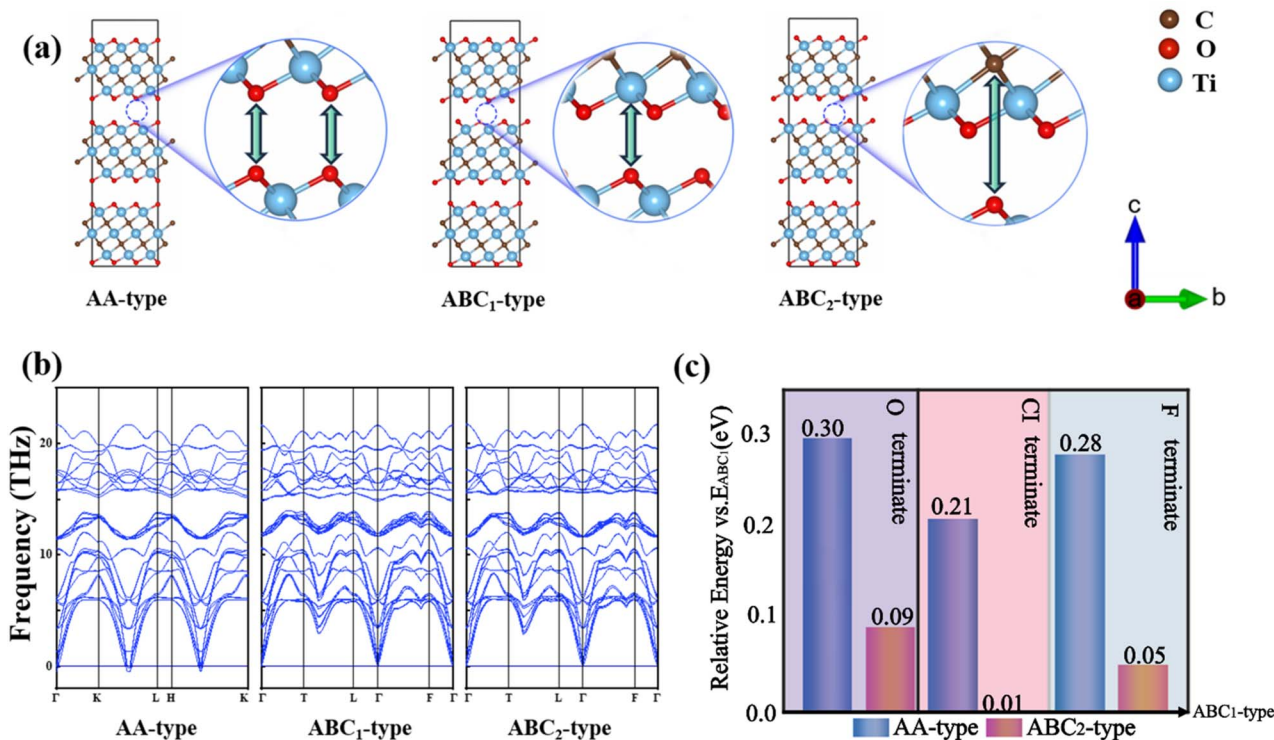 (a)
C
O
Ti
AA-type
ABC₁-type
ABC₂-type
c
a
b
(b)
Frequency (THz)
20
10
0
Γ K L H K
Γ T L Γ F Γ
Γ T L Γ F Γ
AA-type
ABC₁-type
ABC₂-type
(c)
Relative Energy vs.E_ABC₁(eV)
0.3
0.2
0.1
0.0
O terminate
CI terminate
F terminate
0.30
0.09
0.21
0.01
0.28
0.05
ABC₁-type
AA-type
ABC₂-type